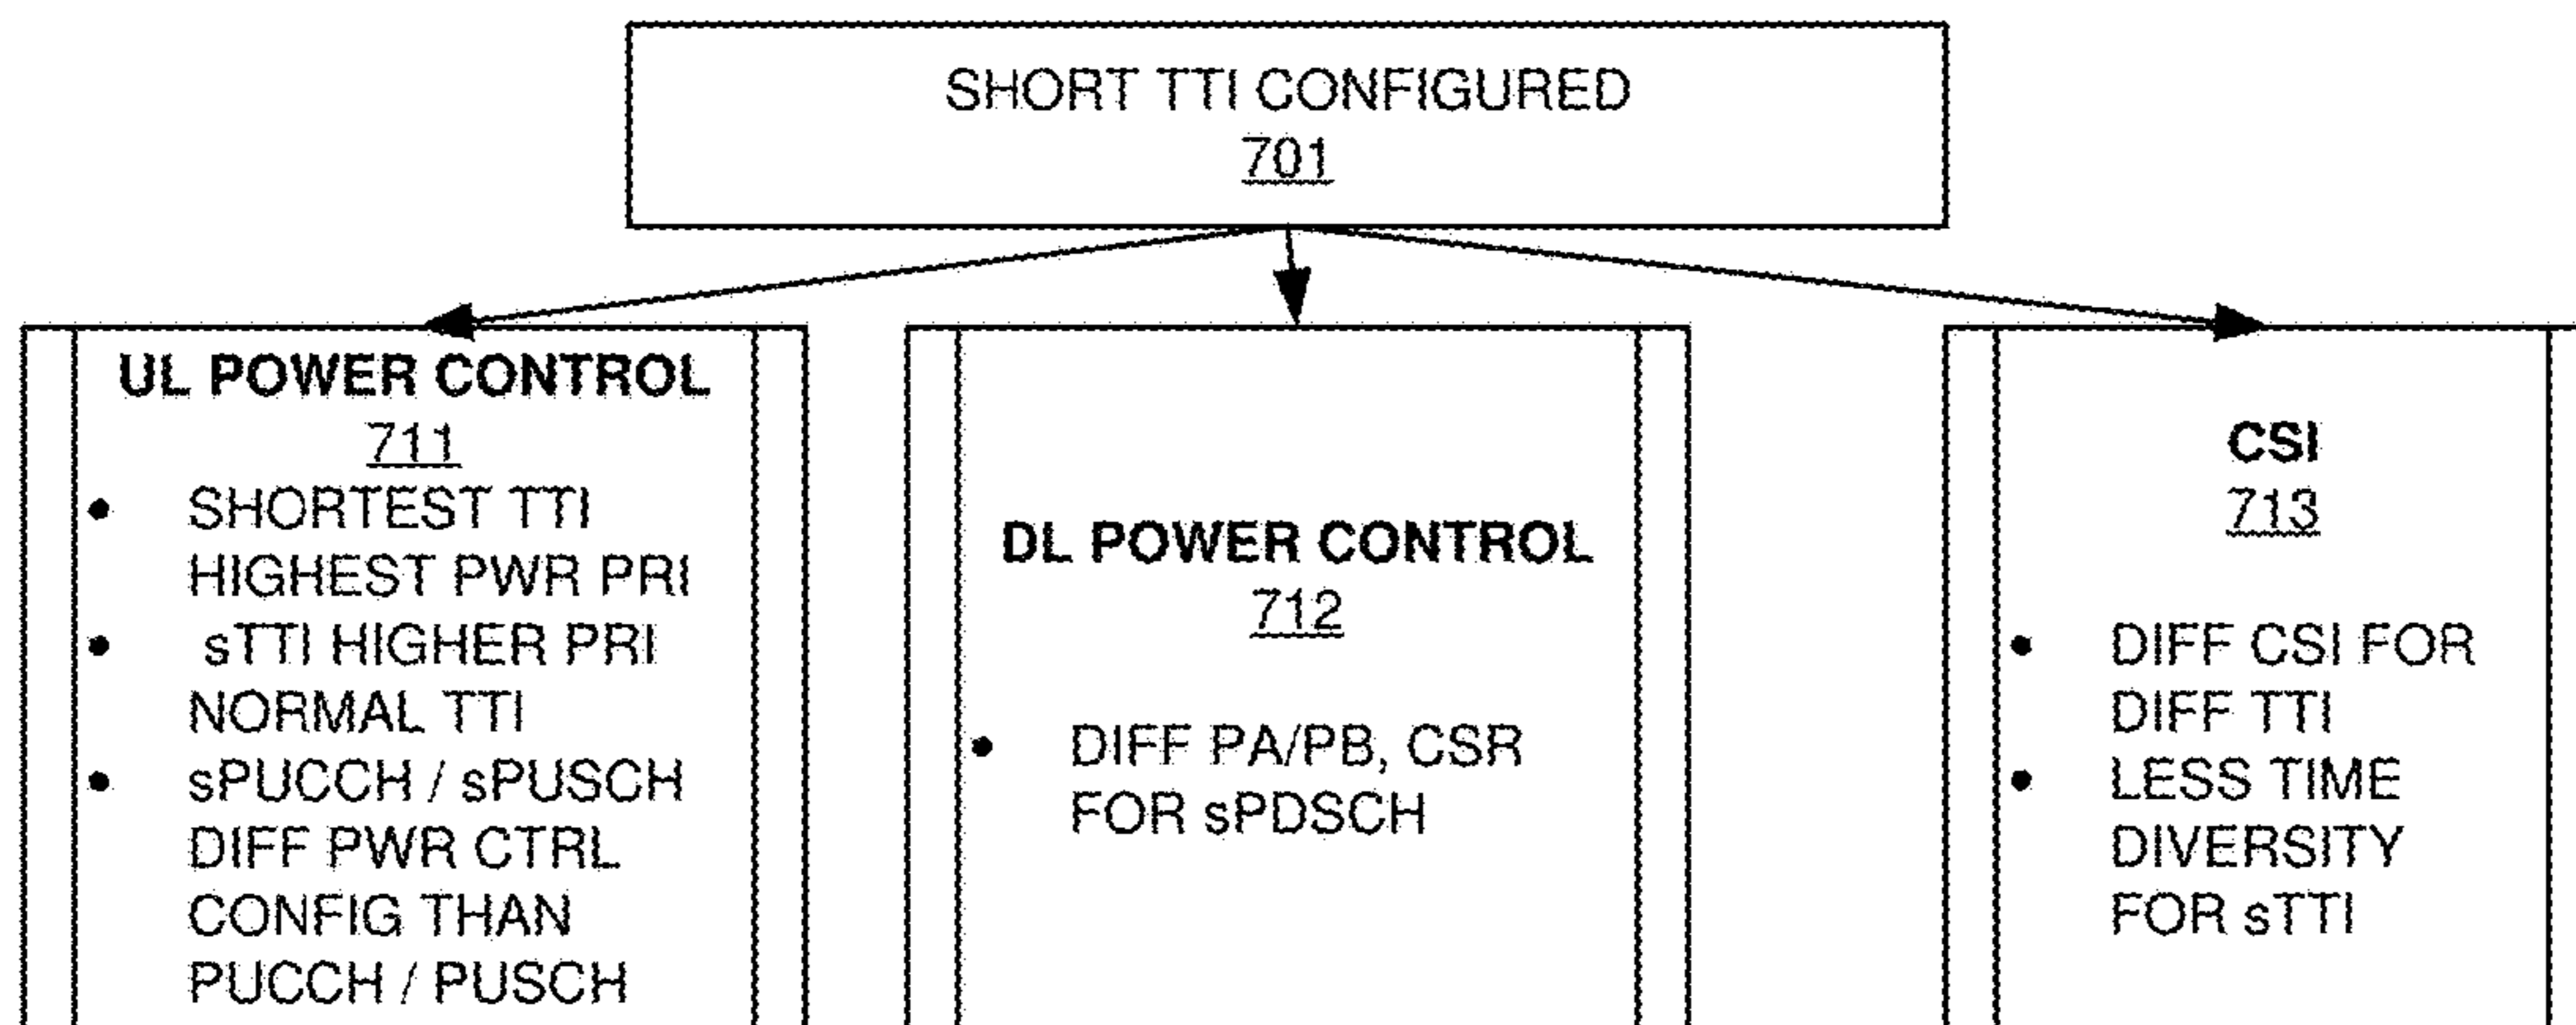 SHORT TTI CONFIGURED
701
UL POWER CONTROL
711
• SHORTEST TTI
HIGHEST PWR PRI
• sTTI HIGHER PRI
NORMAL TTI
• sPUCCH / sPUSCH
DIFF PWR CTRL
CONFIG THAN
PUCCH / PUSCH
DL POWER CONTROL
712
• DIFF PA/PB, CSR
FOR sPDSCH
CSI
713
• DIFF CSI FOR
DIFF TTI
• LESS TIME
DIVERSITY
FOR sTTI